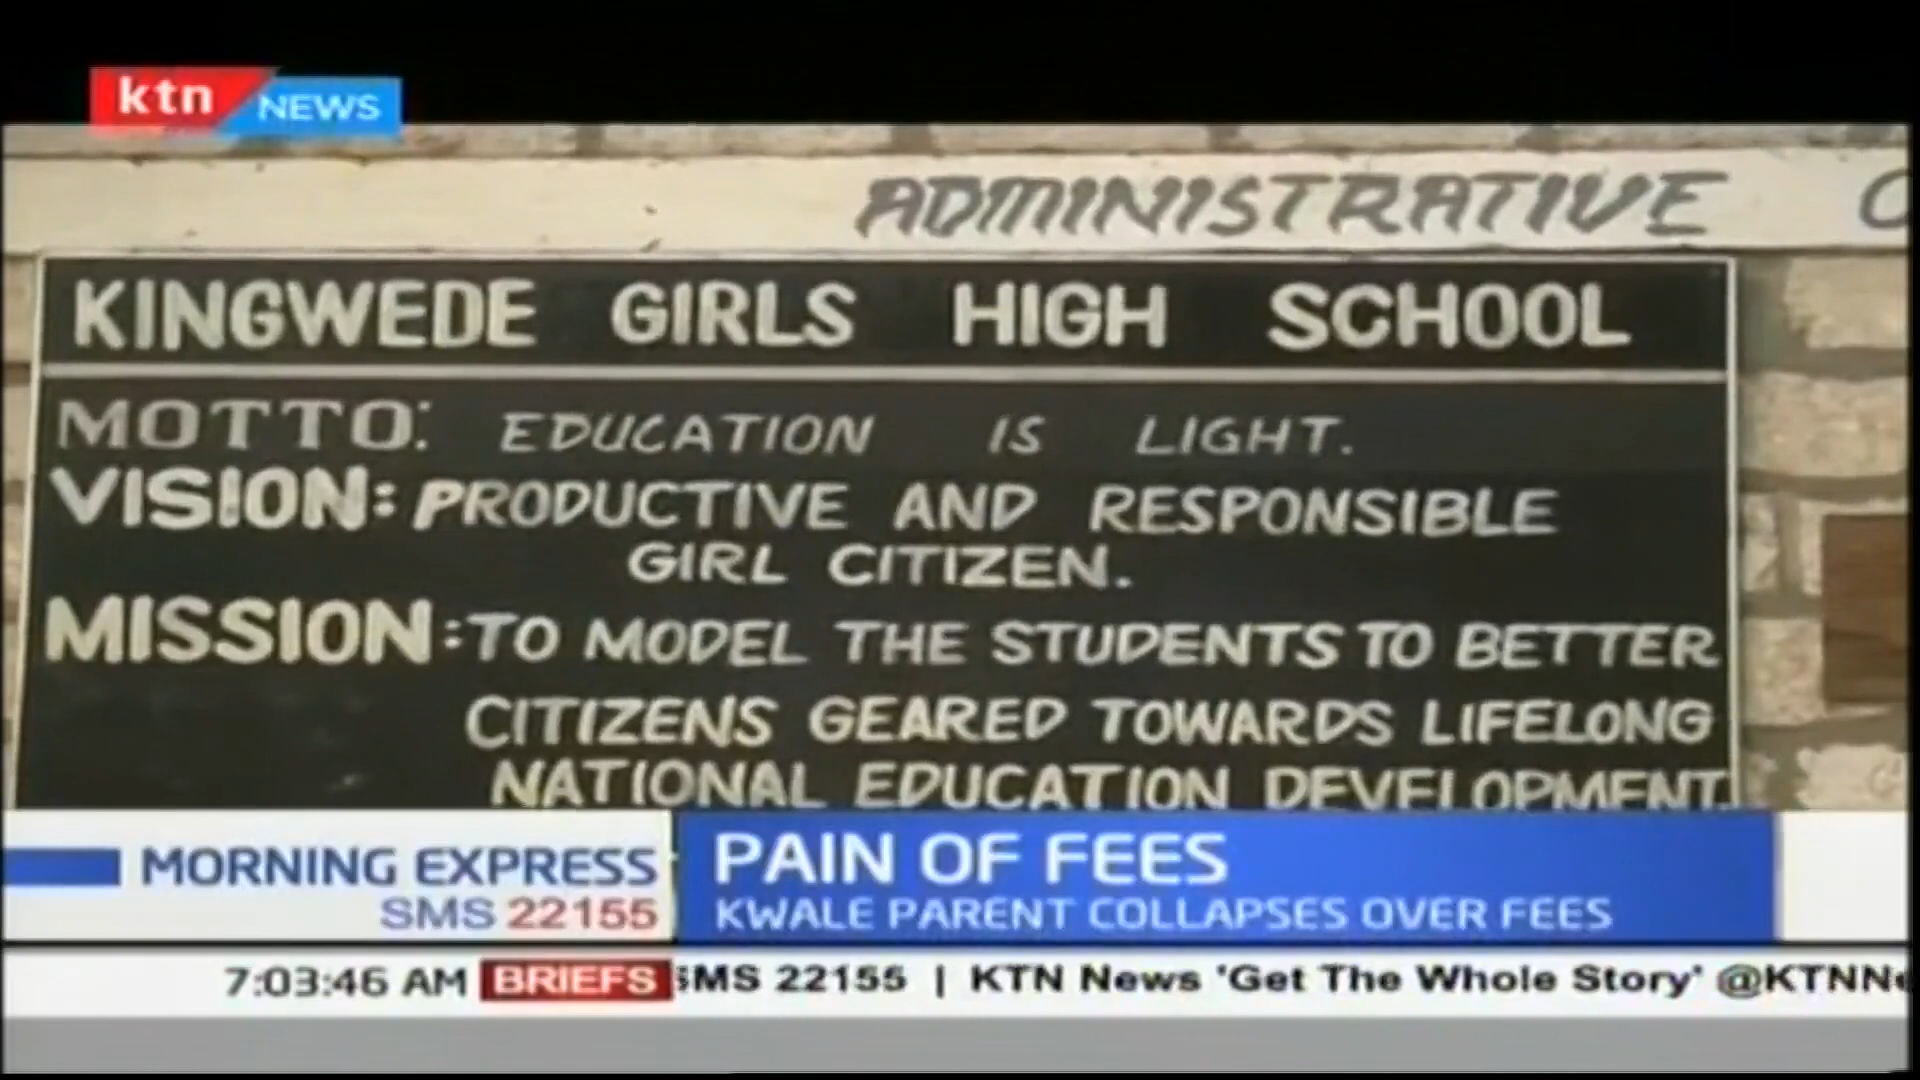 ktn NEWS
ADMINISTRATIVE
KINGWEDE GIRLS HIGH SCHOOL
MOTTO: EDUCATION IS LIGHT.
VISION: PRODUCTIVE AND RESPONSIBLE
GIRL CITIZEN.
MISSION: TO MODEL THE STUDENTS TO BETTER
CITIZENS GEARED TOWARDS LIFELONG
NATIONAL EDUCATION DEVELOPMENT.
MORNING EXPRESS
SMS 22155
PAIN OF FEES
KWALE PARENT COLLAPSES OVER FEES
7:03:46 AM BRIEFS SMS 22155 | KTN News 'Get The Whole Story' @KTNNe